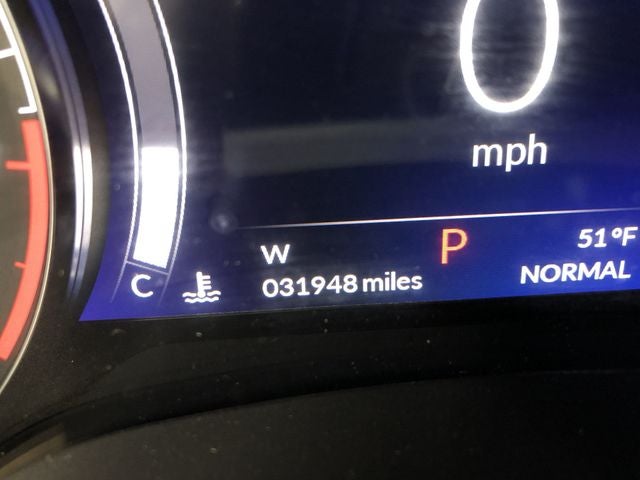 0
mph
W
P
51°F
C
031948 miles
NORMAL